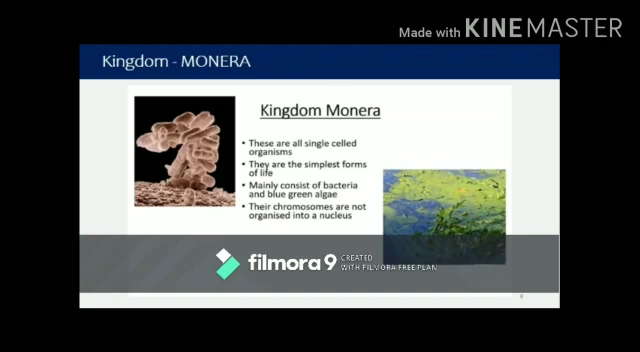 Made with KINEMASTER
Kingdom - MONERA
Kingdom Monera
• These are all single celled
organisms
• They are the simplest forms
of life
• Mainly consist of bacteria
and blue green algae
• Their chromosomes are not
organised into a nucleus
filmora 9 CREATED
WITH FILMORA FREE PLAN